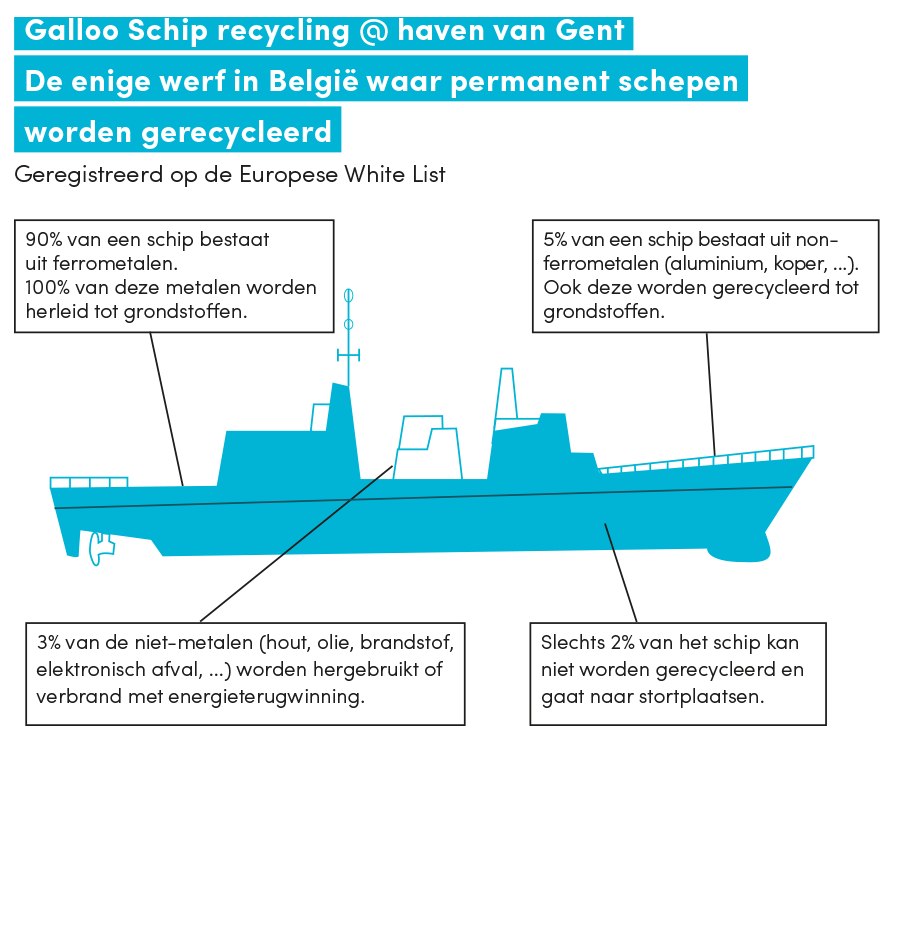 Galloo Schip recycling @ haven van Gent
De enige werf in België waar permanent schepen
worden gerecycleerd
Geregistreerd op de Europese White List
90% van een schip bestaat
uit ferrometalen.
100% van deze metalen worden
herleid tot grondstoffen.
5% van een schip bestaat uit non-
ferrometalen (aluminium, koper, ...).
Ook deze worden gerecycleerd tot
grondstoffen.
3% van de niet-metalen (hout, olie, brandstof,
elektronisch afval, ...) worden hergebruikt of
verbrand met energieterugwinning.
Slechts 2% van het schip kan
niet worden gerecycleerd en
gaat naar stortplaatsen.